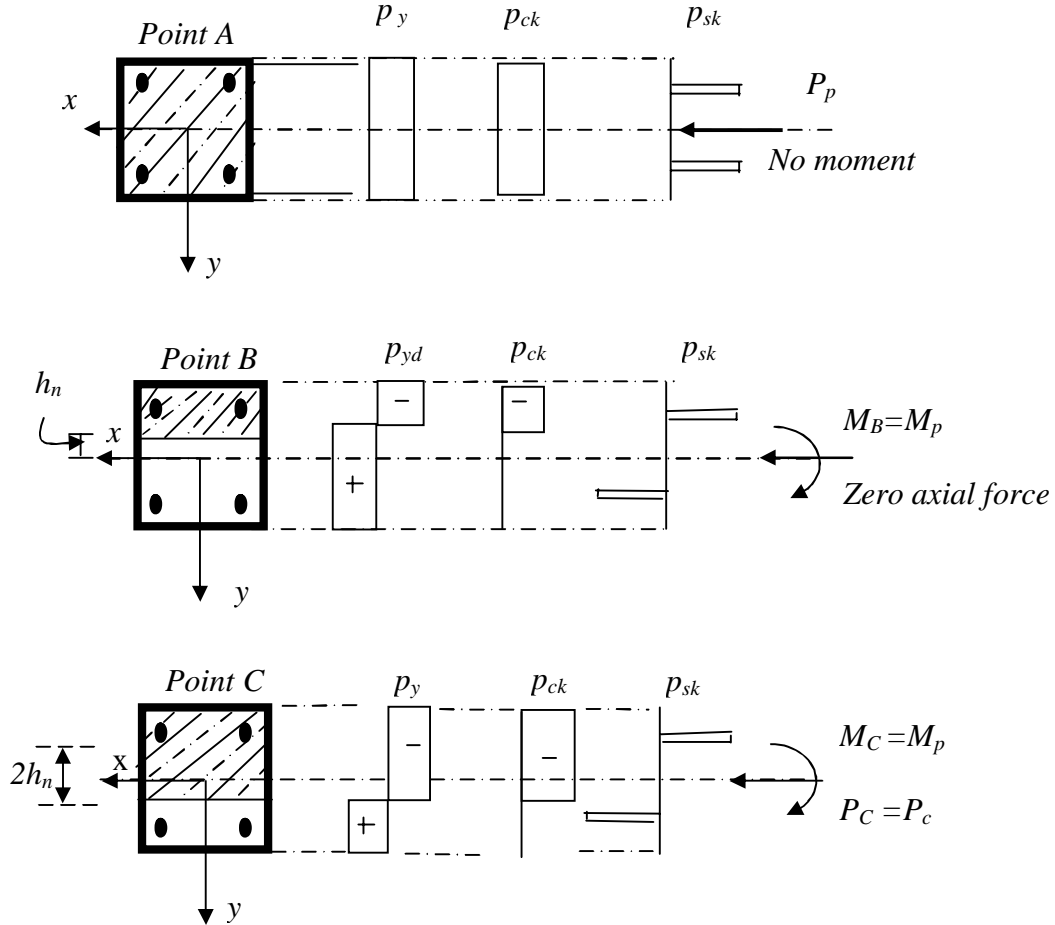 Point A
p y
p ck
p sk
x
P p
No moment
y
Point B
p yd
p ck
p sk
h n
−
−
x
M B =M p
+
Zero axial force
y
Point C
p y
p ck
p sk
M C =M p
−
−
x
2h n
P C =P c
+
y